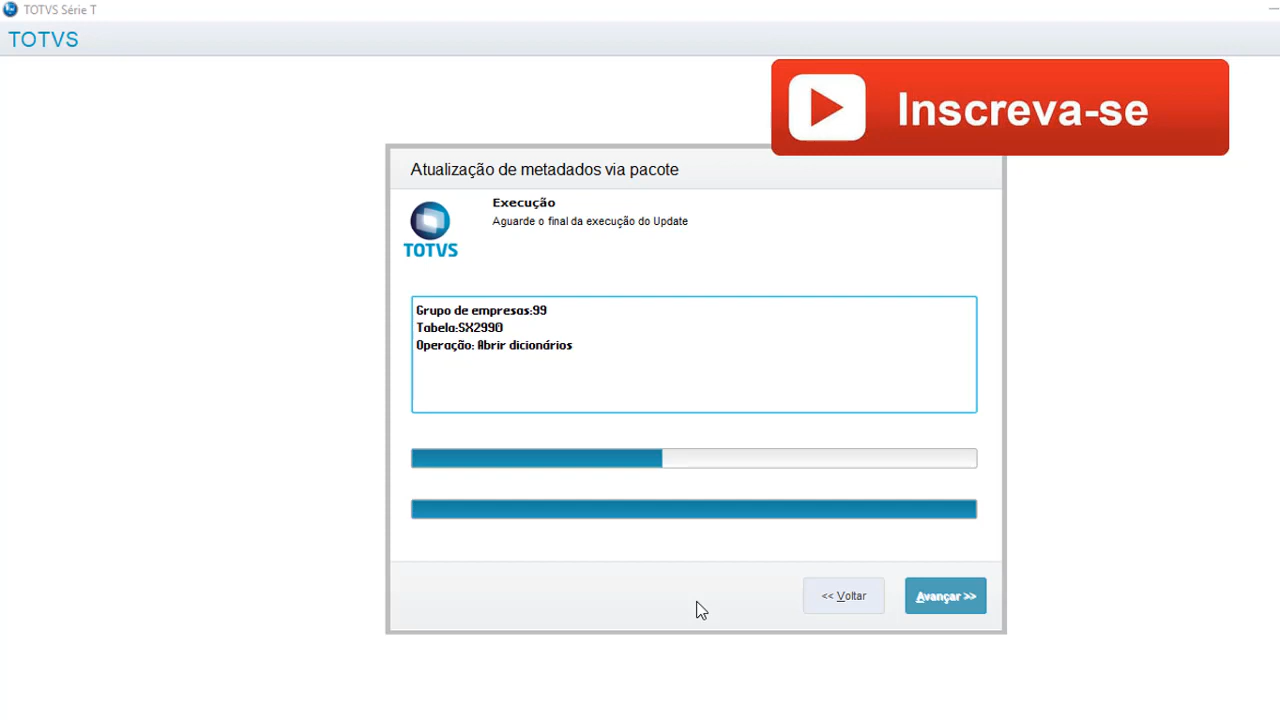 TOTVS Série T
TOTVS
Inscreva-se
Atualização de metadados via pacote
Execução
Aguarde o final da execução do Update
TOTVS
Grupo de empresas:99
Tabela:SX2990
Operação: Abrir dicionários
<< Voltar
Avançar >>